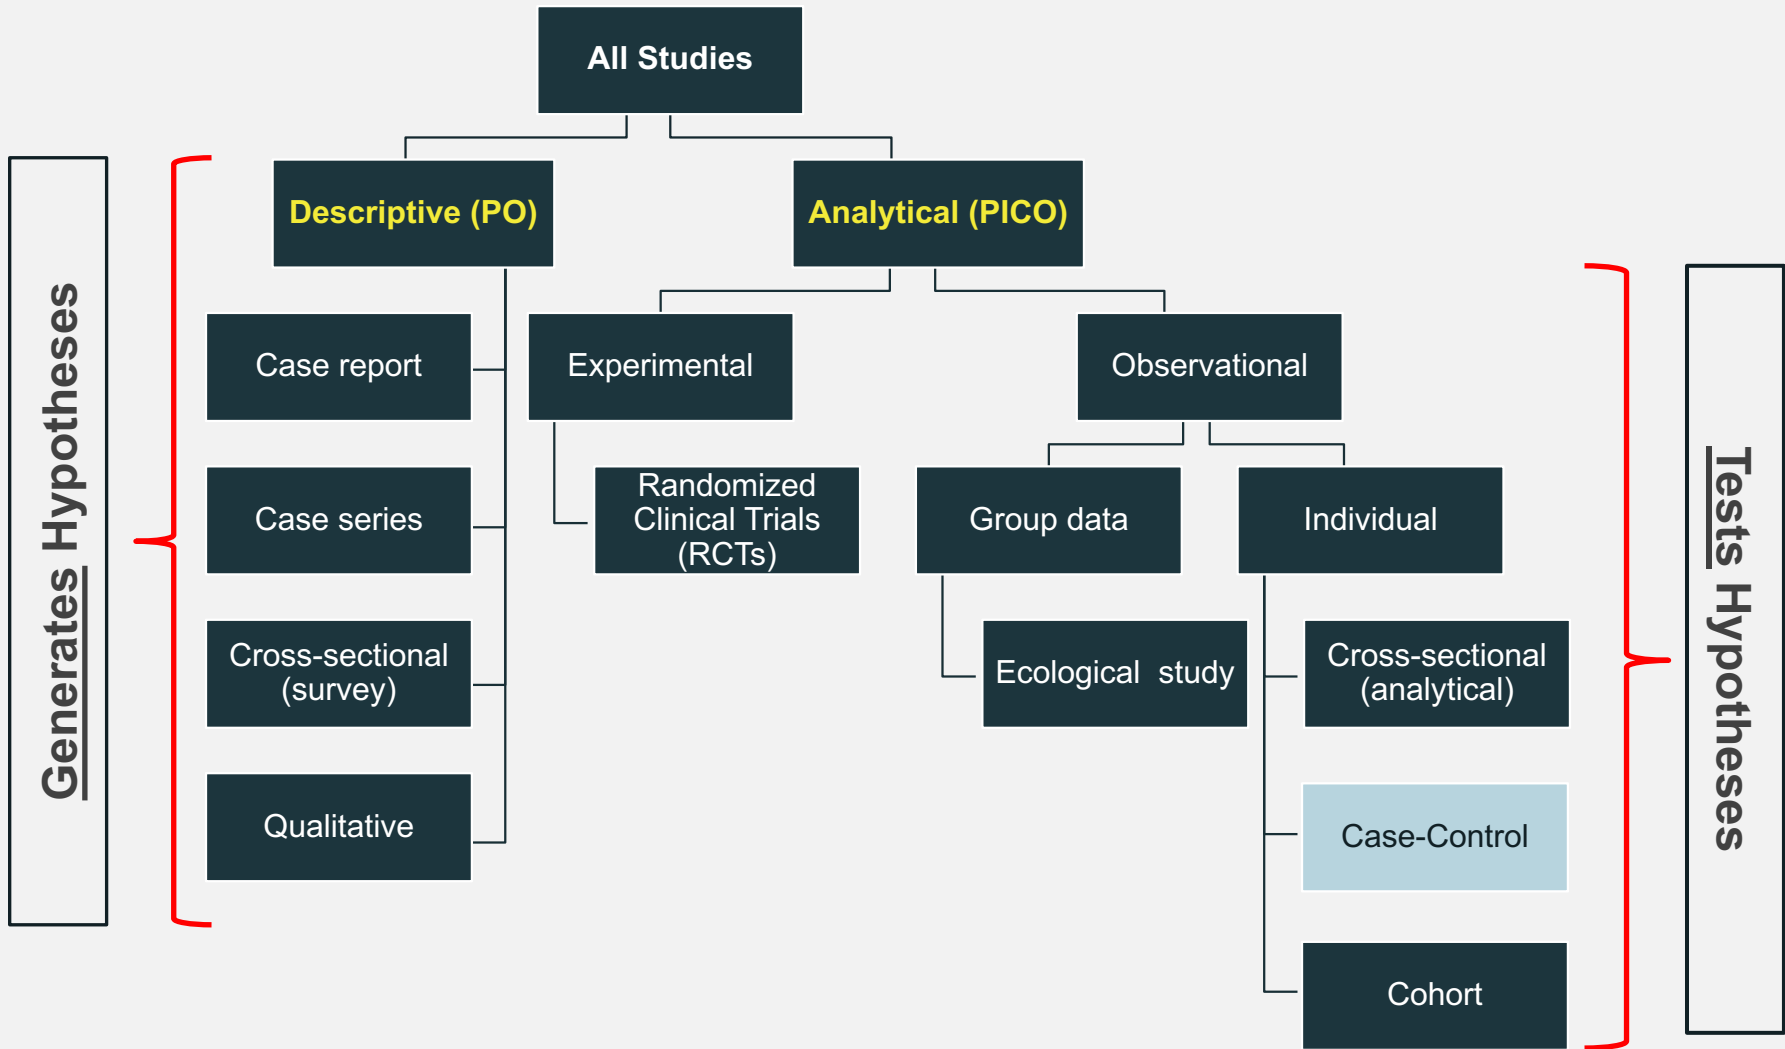 All Studies
Descriptive (PO)
Analytical (PICO)
Generates Hypotheses
Case report
Experimental
Observational
Tests Hypotheses
Case series
Randomized
Clinical Trials
(RCTs)
Group data
Individual
Cross-sectional
(survey)
Ecological study
Cross-sectional
(analytical)
Qualitative
Case-Control
Cohort